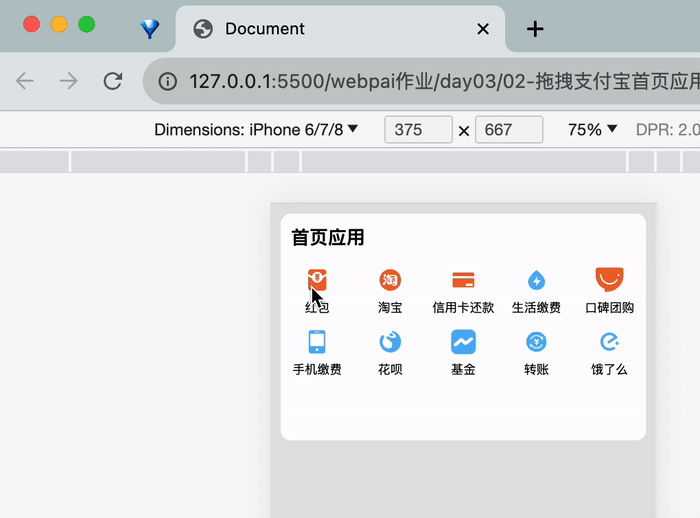 Document
127.0.0.1:5500/webpai作业/day03/02-拖拽支付宝首页应用
Dimensions: iPhone 6/7/8 375 × 667 75% DPR: 2.0
首页应用
淘
红包 淘宝 信用卡还款 生活缴费 口碑团购
手机缴费 花呗 基金 转账 饿了么